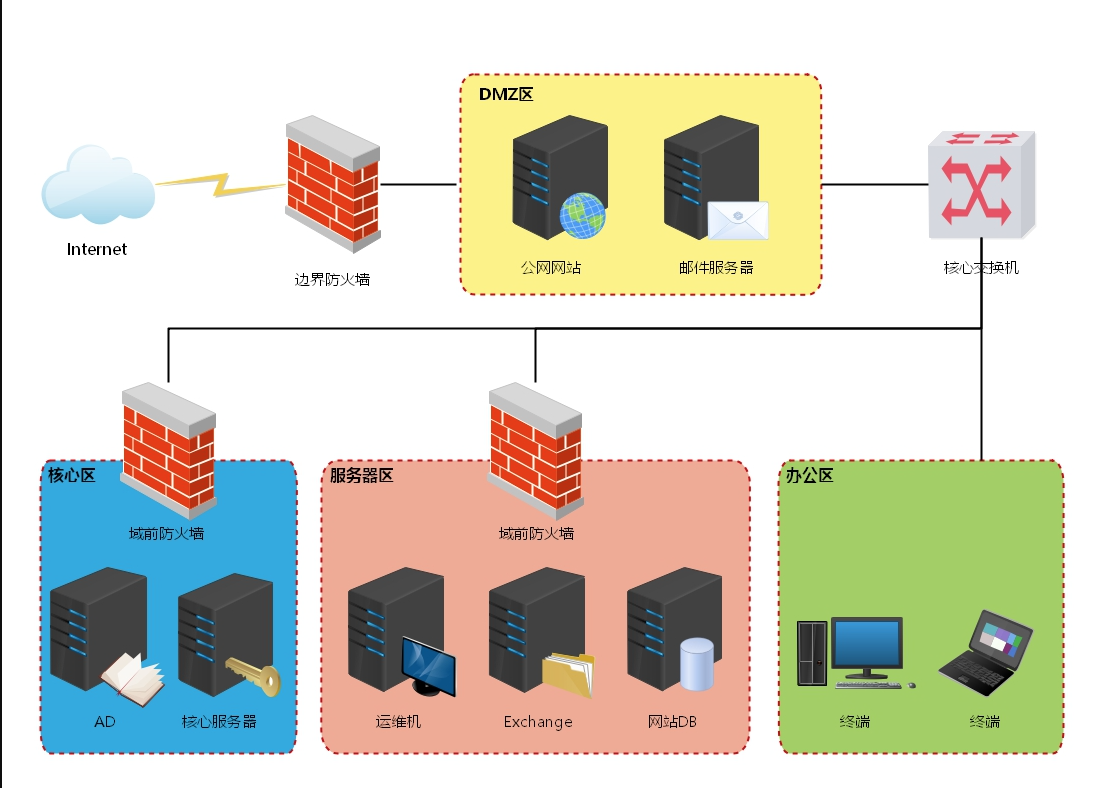 DMZ区
Internet
边界防火墙
公网网站
邮件服务器
核心交换机
核心区
服务器区
办公区
域前防火墙
域前防火墙
AD
核心服务器
运维机
Exchange
网站DB
终端
终端